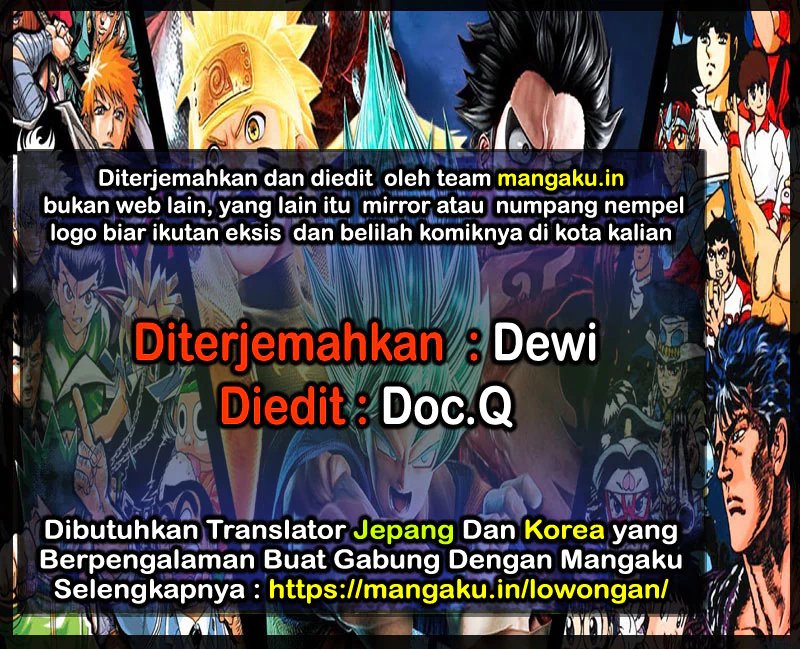 Diterjemahkan dan diedit oleh team mangaku.in
bukan web lain, yang lain itu mirror atau numpang nempel
logo biar ikutan eksis dan belilah komiknya di kota kalian
Diterjemahkan : Dewi
Diedit : Doc.Q
Dibutuhkan Translator Jepang Dan Korea yang
Berpengalaman Buat Gabung Dengan Mangaku
Selengkapnya : https://mangaku.in/lowongan/